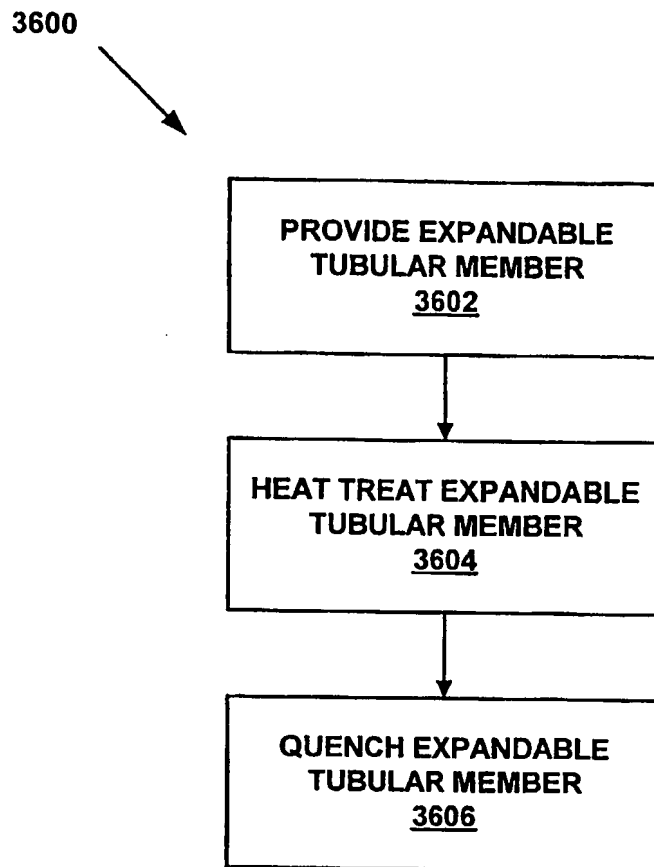 3600
PROVIDE EXPANDABLE
TUBULAR MEMBER
3602
HEAT TREAT EXPANDABLE
TUBULAR MEMBER
3604
QUENCH EXPANDABLE
TUBULAR MEMBER
3606